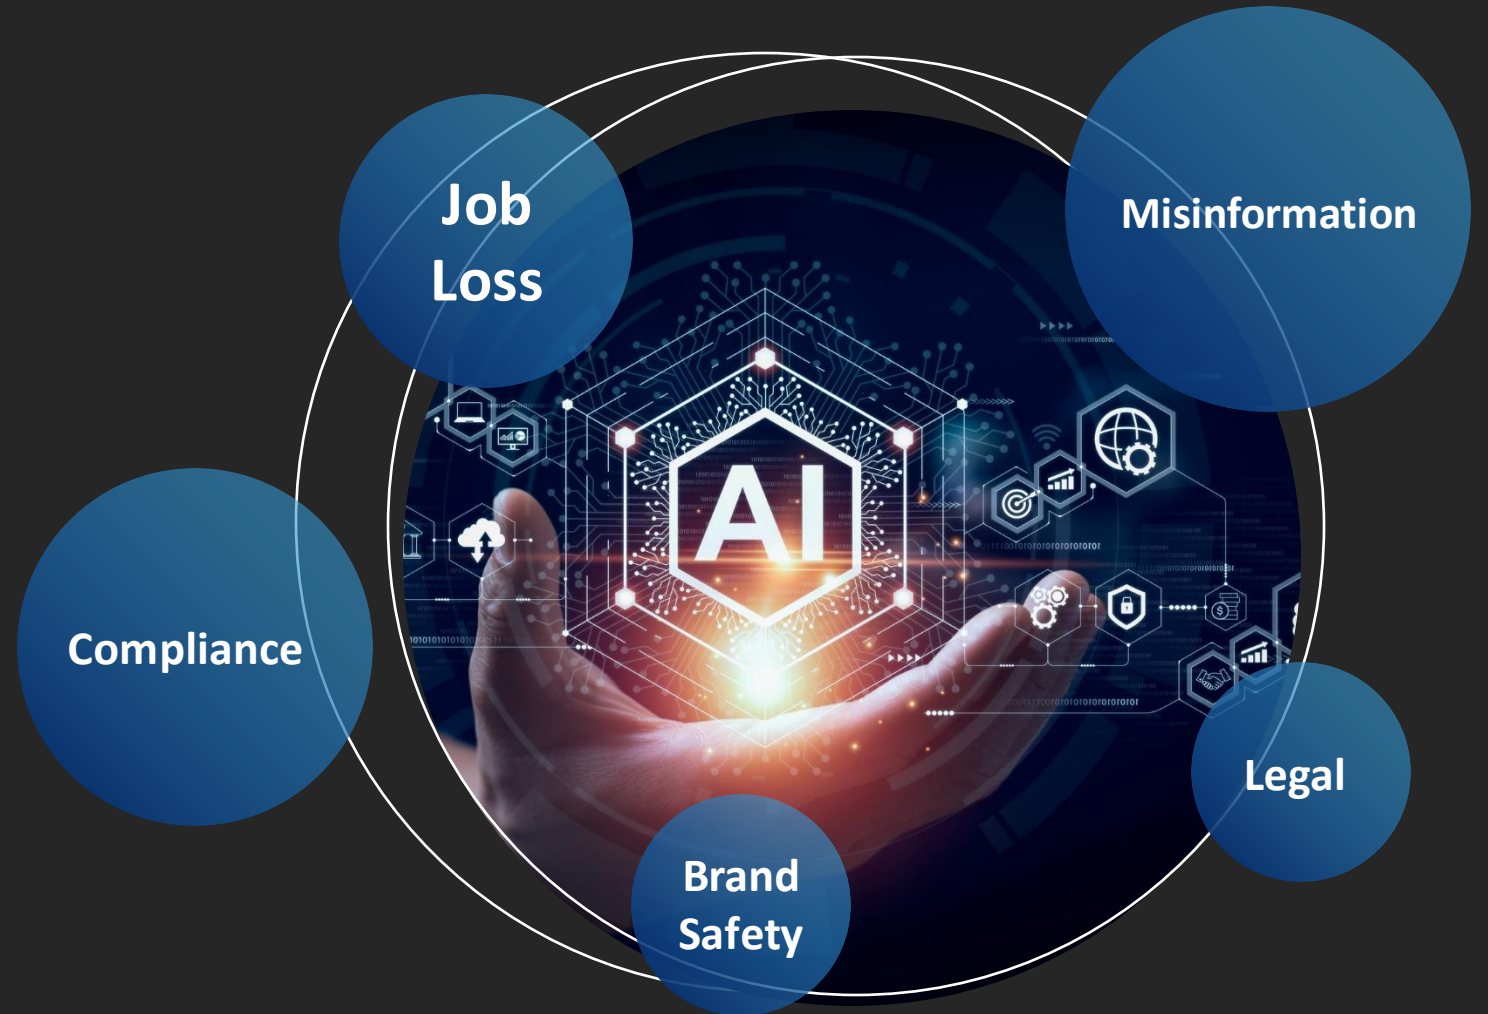 Job
Loss
Misinformation
AI
Compliance
Legal
Brand
Safety